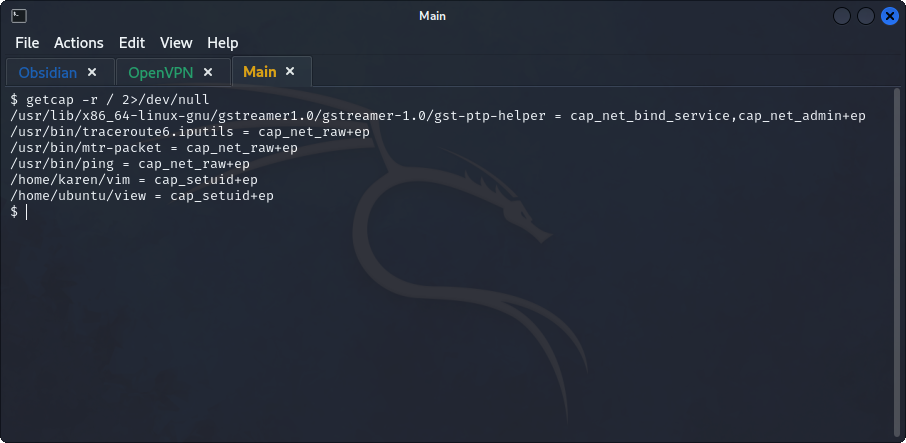 Main
File Actions Edit View Help
Obsidian × OpenVPN × Main ×
$ getcap -r / 2>/dev/null
/usr/lib/x86_64-linux-gnu/gstreamer1.0/gstreamer-1.0/gst-ptp-helper = cap_net_bind_service,cap_net_admin+ep
/usr/bin/traceroute6.iputils = cap_net_raw+ep
/usr/bin/mtr-packet = cap_net_raw+ep
/usr/bin/ping = cap_net_raw+ep
/home/karen/vim = cap_setuid+ep
/home/ubuntu/view = cap_setuid+ep
$